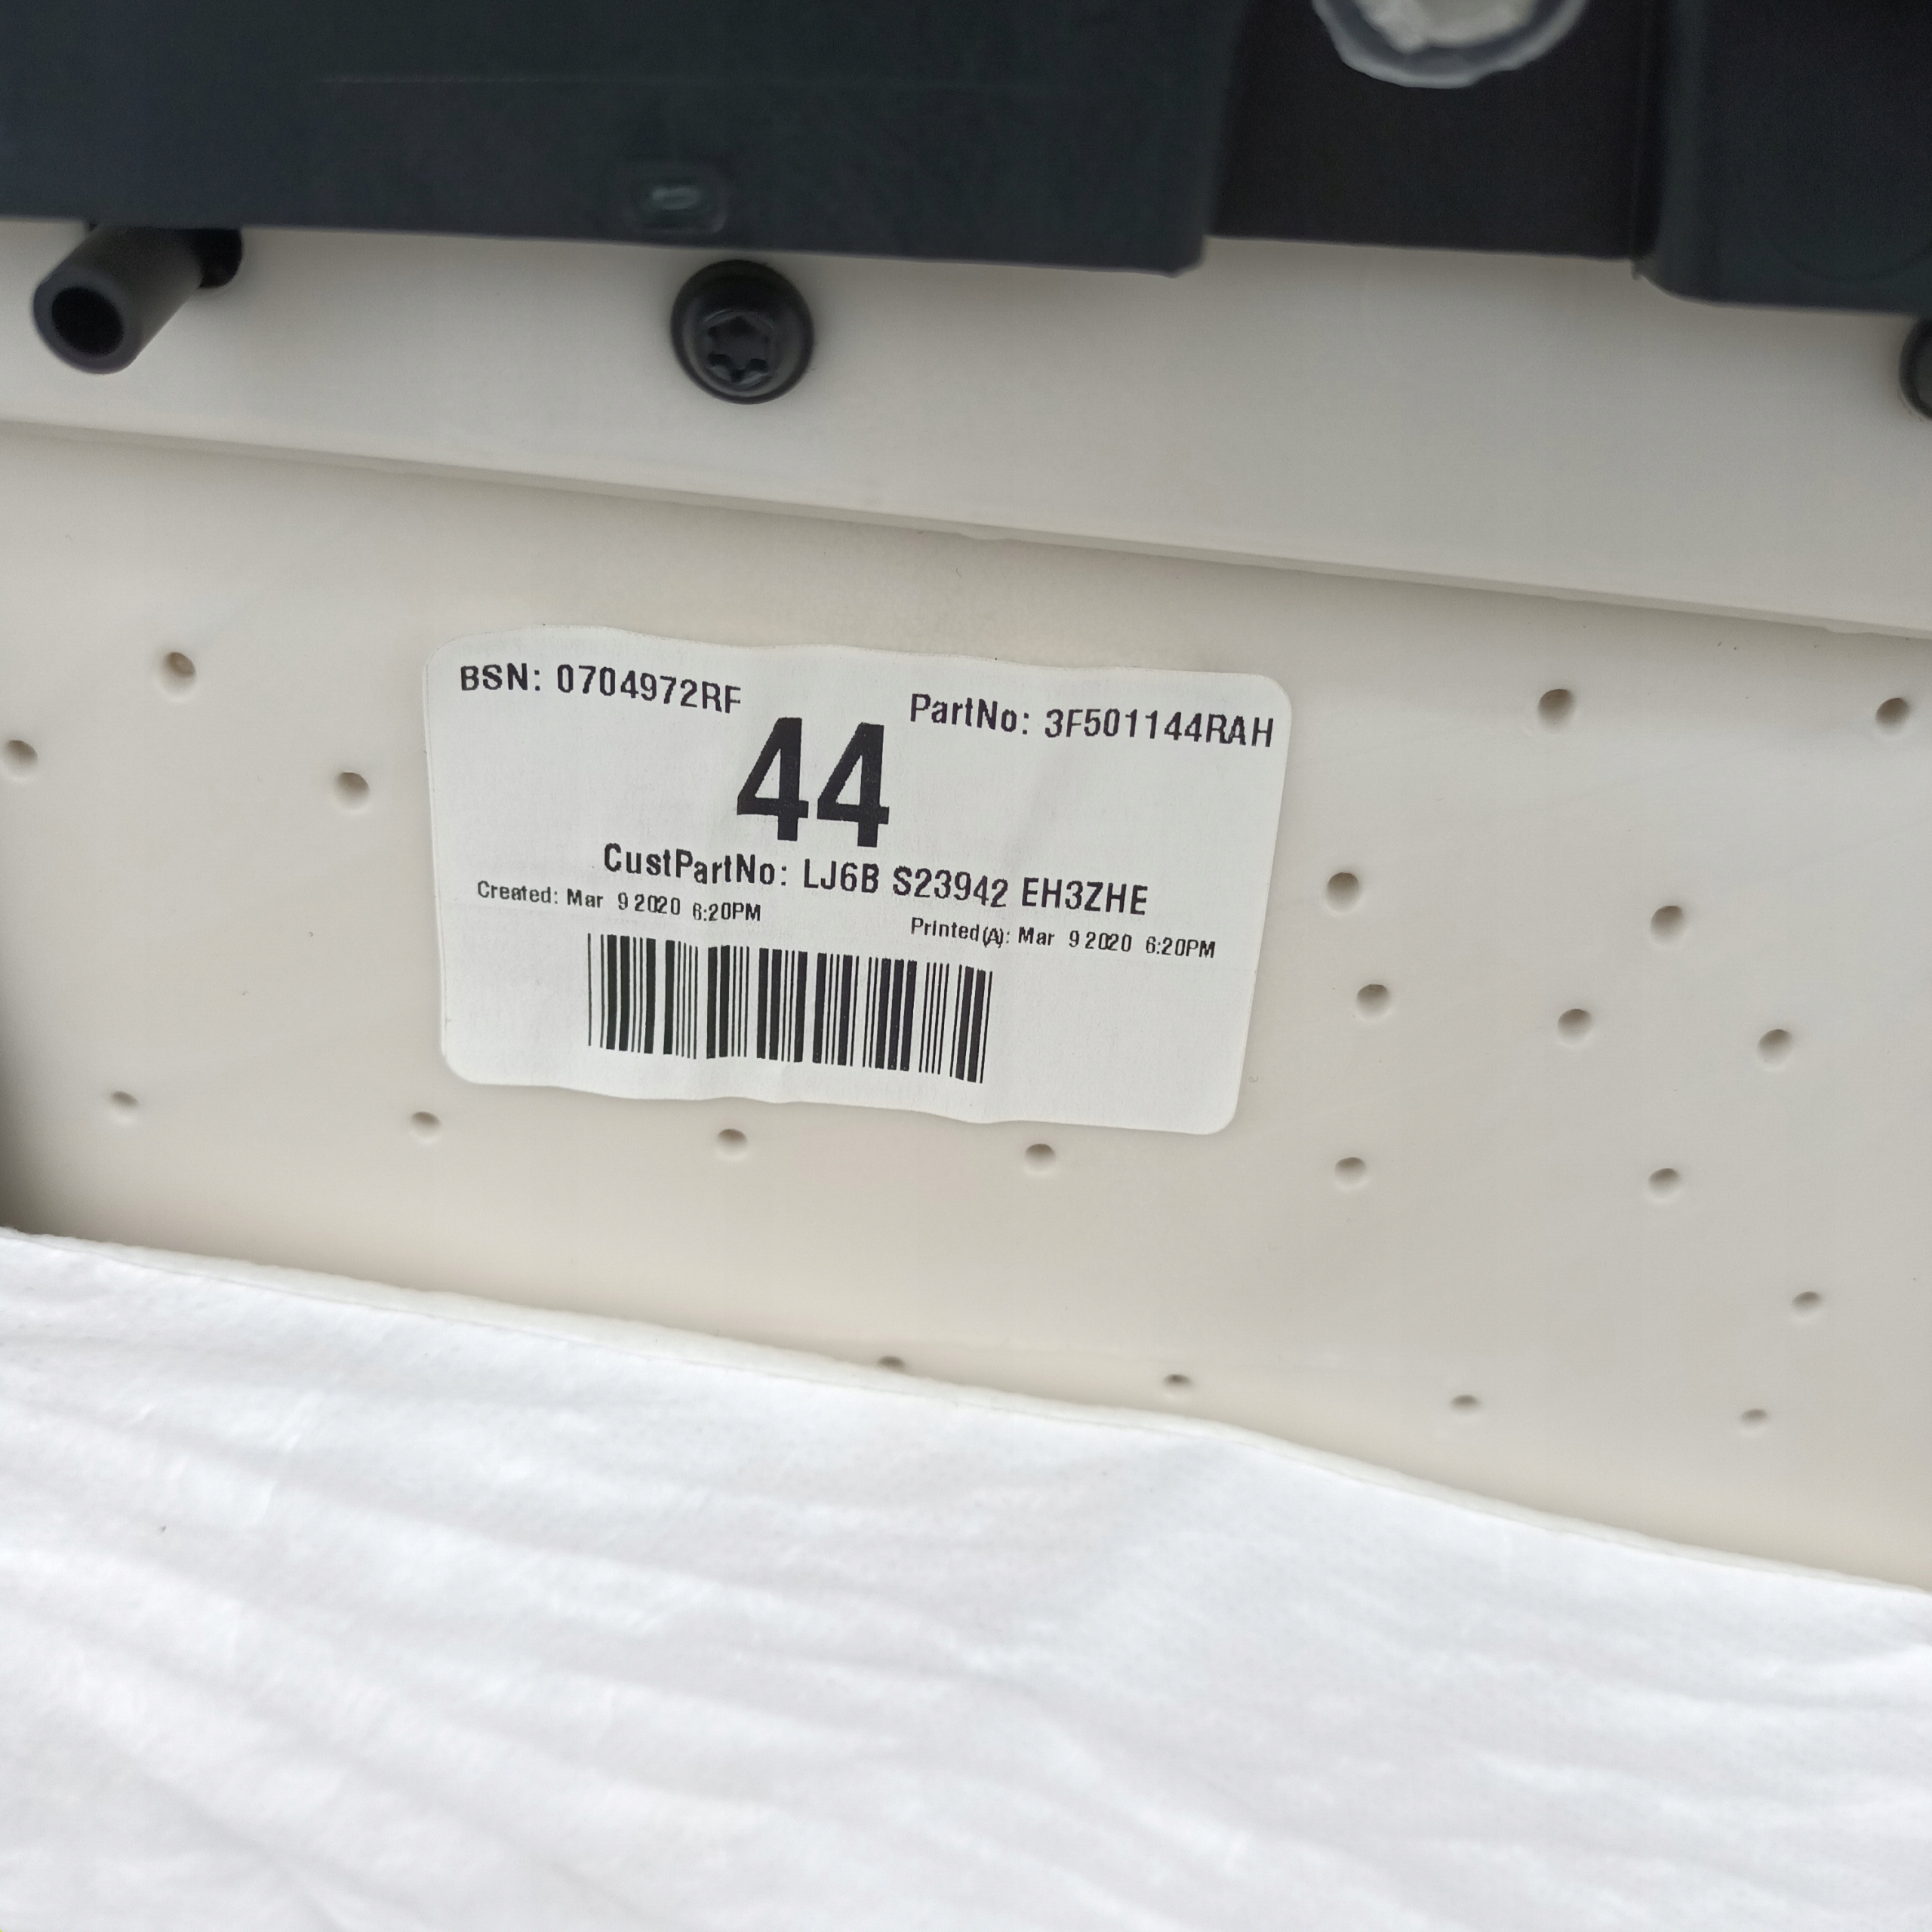 BSN: 0704972RF
PartNo: 3F501144RAH
44
CustPartNo: LJ6B S23942 EH3ZHE
Created: Mar 9 2020 6:20PM
Printed(A): Mar 9 2020 6:20PM